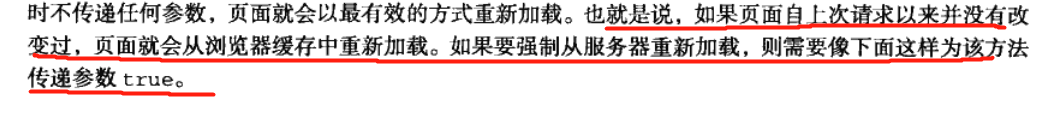 时不传递任何参数，页面就会以最有效的方式重新加载。也就是说，如果页面自上次请求以来并没有改
变过，页面就会从浏览器缓存中重新加载。如果要强制从服务器重新加载，则需要像下面这样为该方法
传递参数 true。